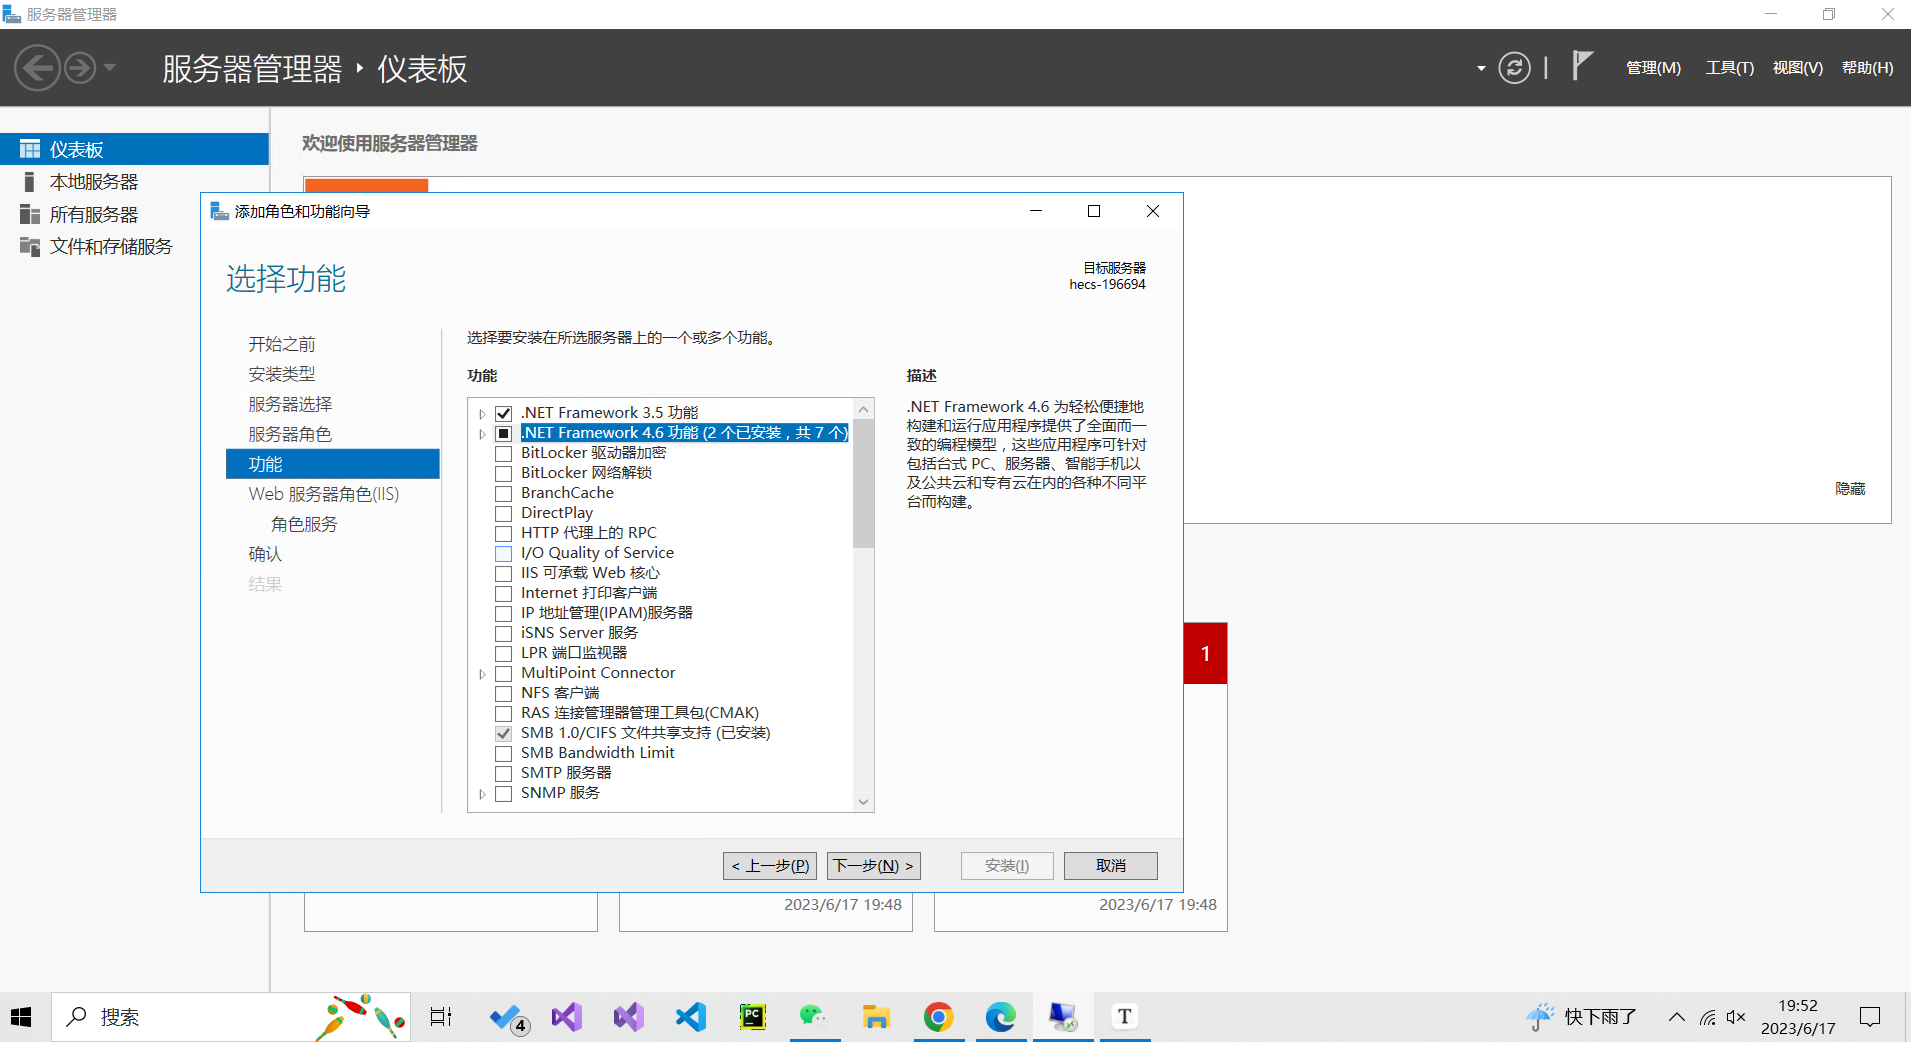 服务器管理器
服务器管理器 ‣ 仪表板
管理(M) 工具(T) 视图(V) 帮助(H)
仪表板
本地服务器
所有服务器
文件和存储服务
欢迎使用服务器管理器
隐藏
1
添加角色和功能向导
选择功能
目标服务器
hecs-196694
开始之前
安装类型
服务器选择
服务器角色
功能
Web 服务器角色(IIS)
角色服务
确认
结果
选择要安装在所选服务器上的一个或多个功能。
功能
.NET Framework 3.5 功能
.NET Framework 4.6 功能 (2 个已安装，共 7 个)
BitLocker 驱动器加密
BitLocker 网络解锁
BranchCache
DirectPlay
HTTP 代理上的 RPC
I/O Quality of Service
IIS 可承载 Web 核心
Internet 打印客户端
IP 地址管理(IPAM)服务器
iSNS Server 服务
LPR 端口监视器
MultiPoint Connector
NFS 客户端
RAS 连接管理器管理工具包(CMAK)
SMB 1.0/CIFS 文件共享支持 (已安装)
SMB Bandwidth Limit
SMTP 服务器
SNMP 服务
描述
.NET Framework 4.6 为轻松便捷地
构建和运行应用程序提供了全面而一
致的编程模型，这些应用程序可针对
包括台式 PC、服务器、智能手机以
及公共云和专有云在内的各种不同平
台而构建。
< 上一步(P) 下一步(N) > 安装(I) 取消
2023/6/17 19:48
2023/6/17 19:48
搜索
4
PC
T
快下雨了
19:52
2023/6/17